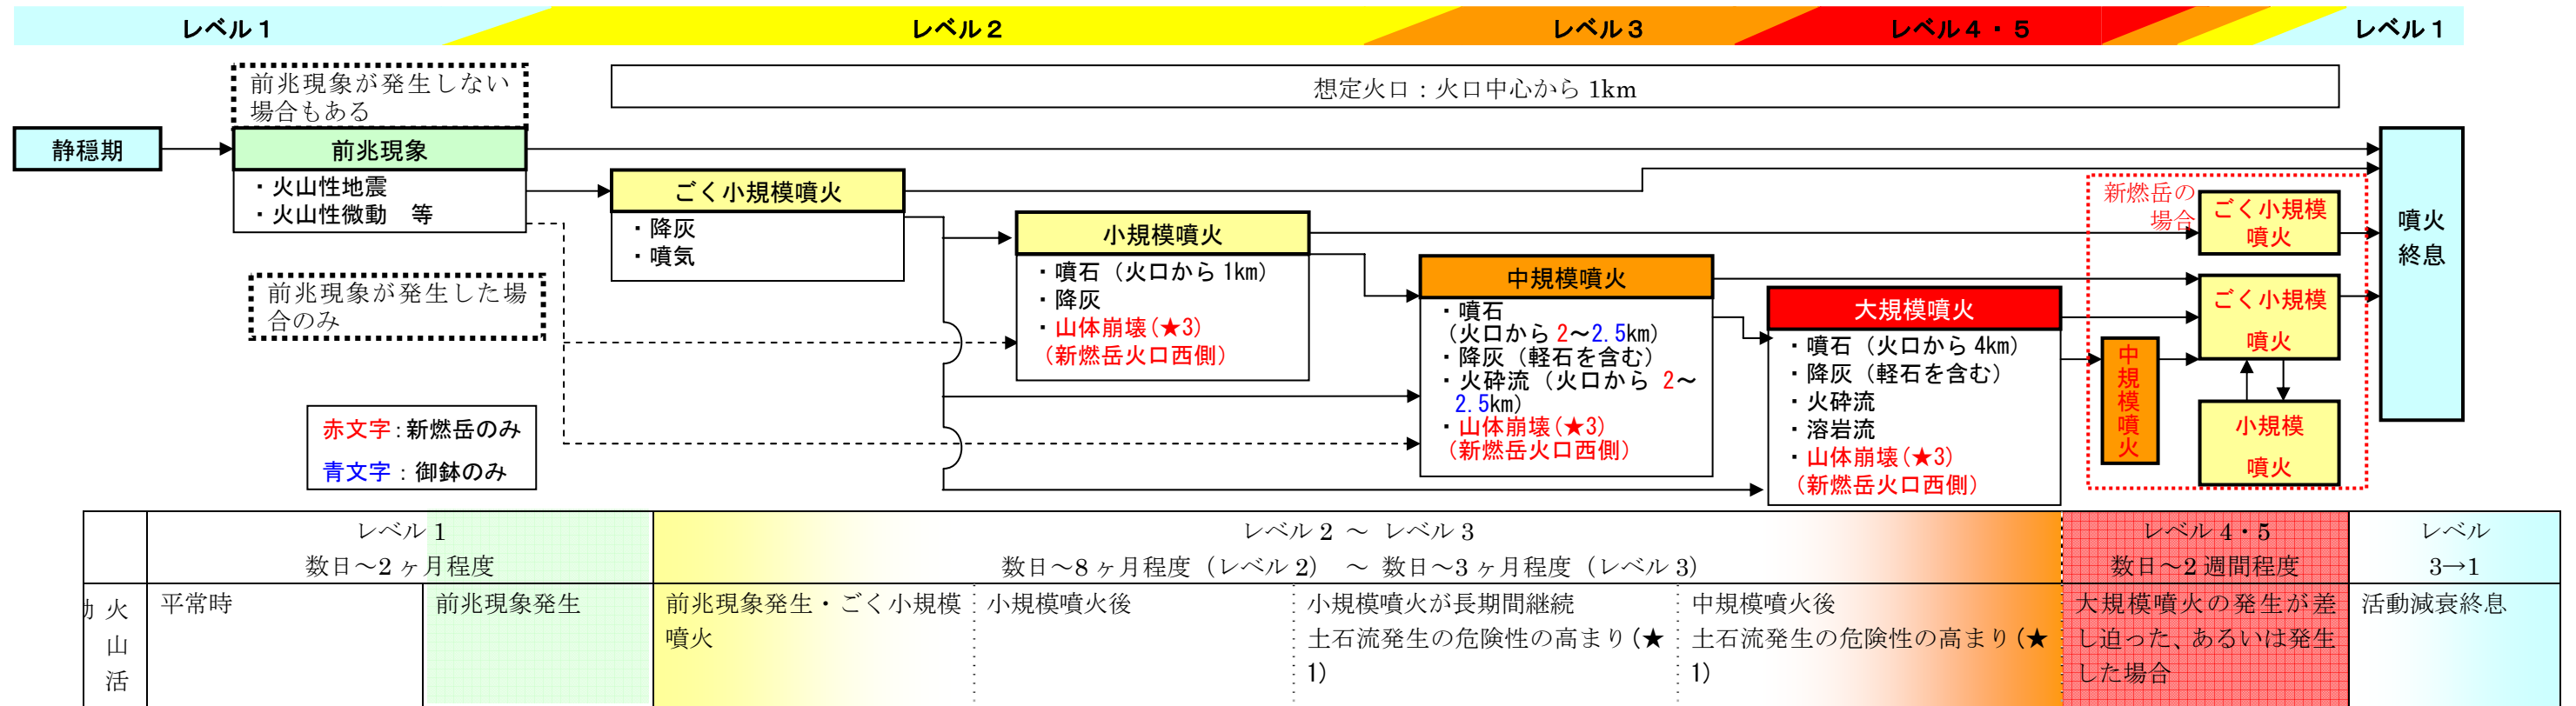 レベル1
レベル2
レベル3
レベル4・5
レベル1
前兆現象が発生しない
場合もある
想定火口：火口中心から 1km
静穏期
前兆現象
・火山性地震
・火山性微動　等
前兆現象が発生した場
合のみ
赤文字：新燃岳のみ
青文字：御鉢のみ
ごく小規模噴火
・降灰
・噴気
小規模噴火
・噴石（火口から 1km）
・降灰
・山体崩壊(★3)
（新燃岳火口西側）
中規模噴火
・噴石
（火口から 2～2.5km）
・降灰（軽石を含む）
・火砕流（火口から 2～
2.5km）
・山体崩壊(★3)
（新燃岳火口西側）
大規模噴火
・噴石（火口から 4km）
・降灰（軽石を含む）
・火砕流
・溶岩流
・山体崩壊(★3)
（新燃岳火口西側）
新燃岳の
場合
ごく小規模
噴火
ごく小規模
噴火
中規模噴火
小規模
噴火
噴火
終息
レベル 1
数日～2 ヶ月程度
レベル 2 ～ レベル 3
数日～8 ヶ月程度（レベル 2） ～ 数日～3 ヶ月程度（レベル 3）
レベル 4・5
数日～2 週間程度
レベル
3→1
火山活
平常時
前兆現象発生
前兆現象発生・ごく小規模
噴火
小規模噴火後
小規模噴火が長期間継続
土石流発生の危険性の高まり(★
1)
中規模噴火後
土石流発生の危険性の高まり(★
1)
大規模噴火の発生が差
し迫った、あるいは発生
した場合
活動減衰終息